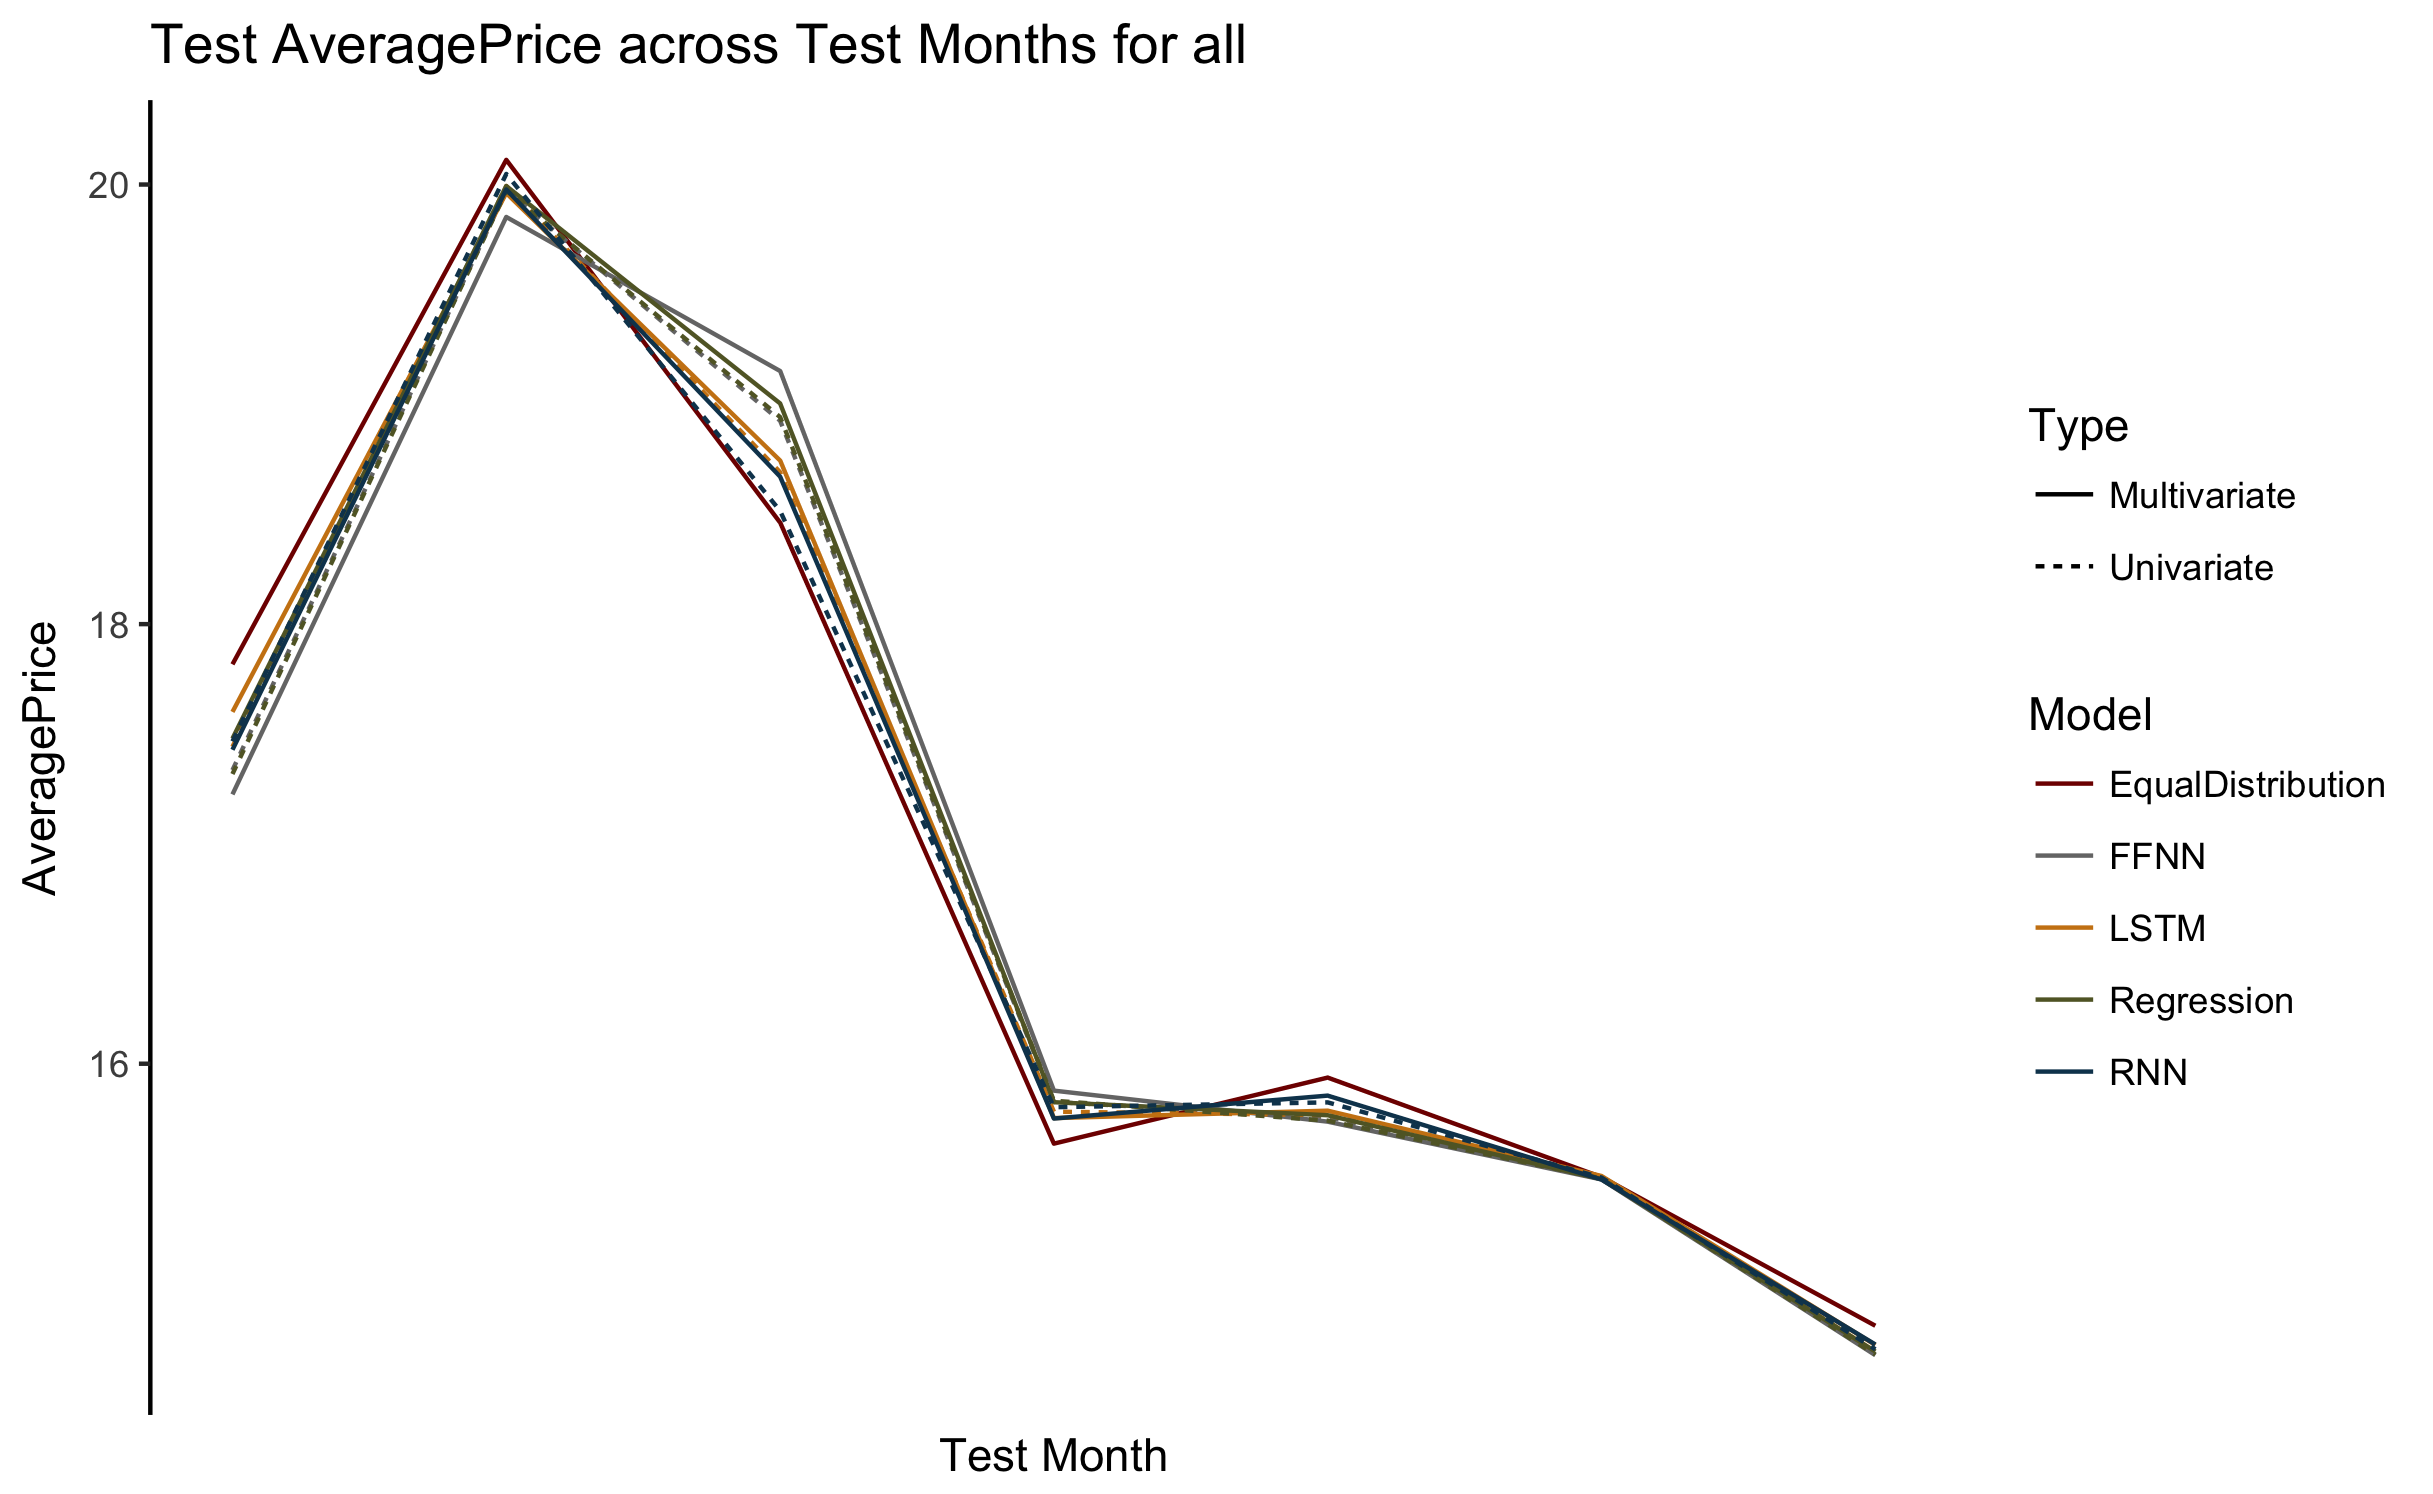 Test AveragePrice across Test Months for all
20
18
16
AveragePrice
Test Month
Type
Multivariate
Univariate
Model
EqualDistribution
FFNN
LSTM
Regression
RNN